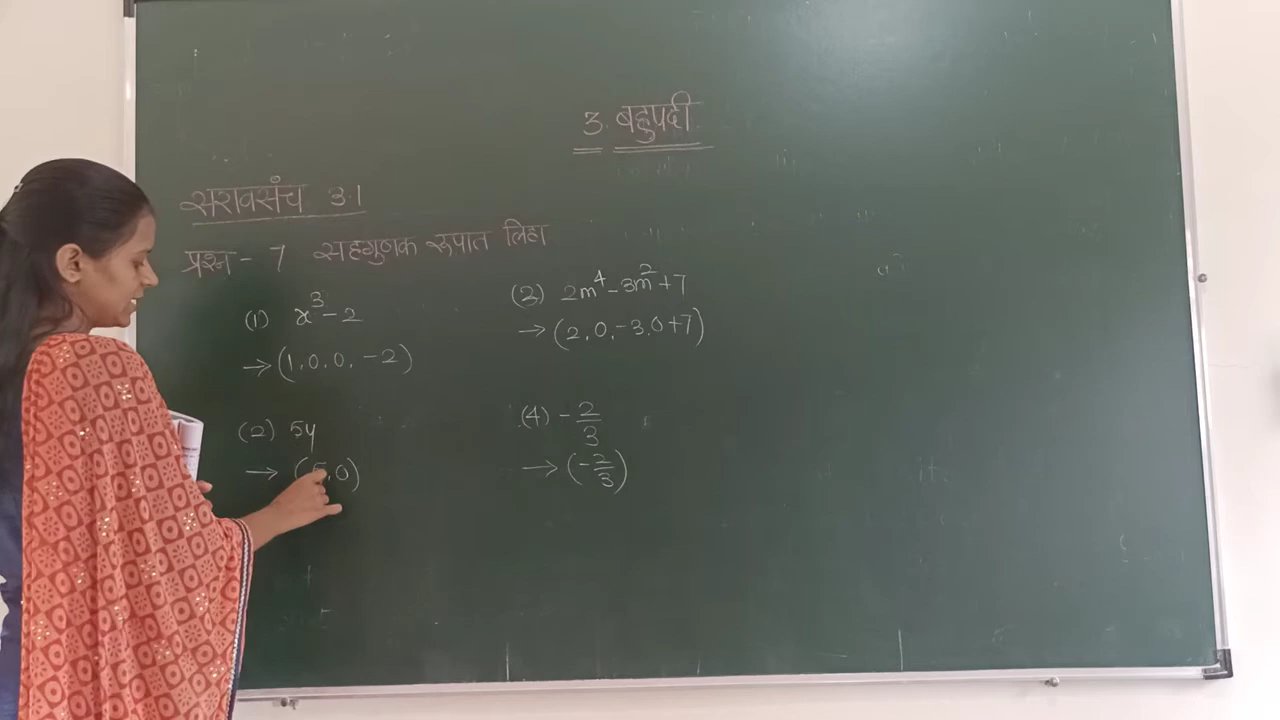 3. बहुपदी
सरावसंच 3.1
प्रश्न - 7 सहगुणक रूपात लिहा
(1) x³ - 2
→ (1, 0, 0, -2)
(2) 5y
→ (5, 0)
(3) 2m⁴ - 3m² + 7
→ (2, 0, -3, 0 + 7)
(4) - 2/3
→ (- 2/3)